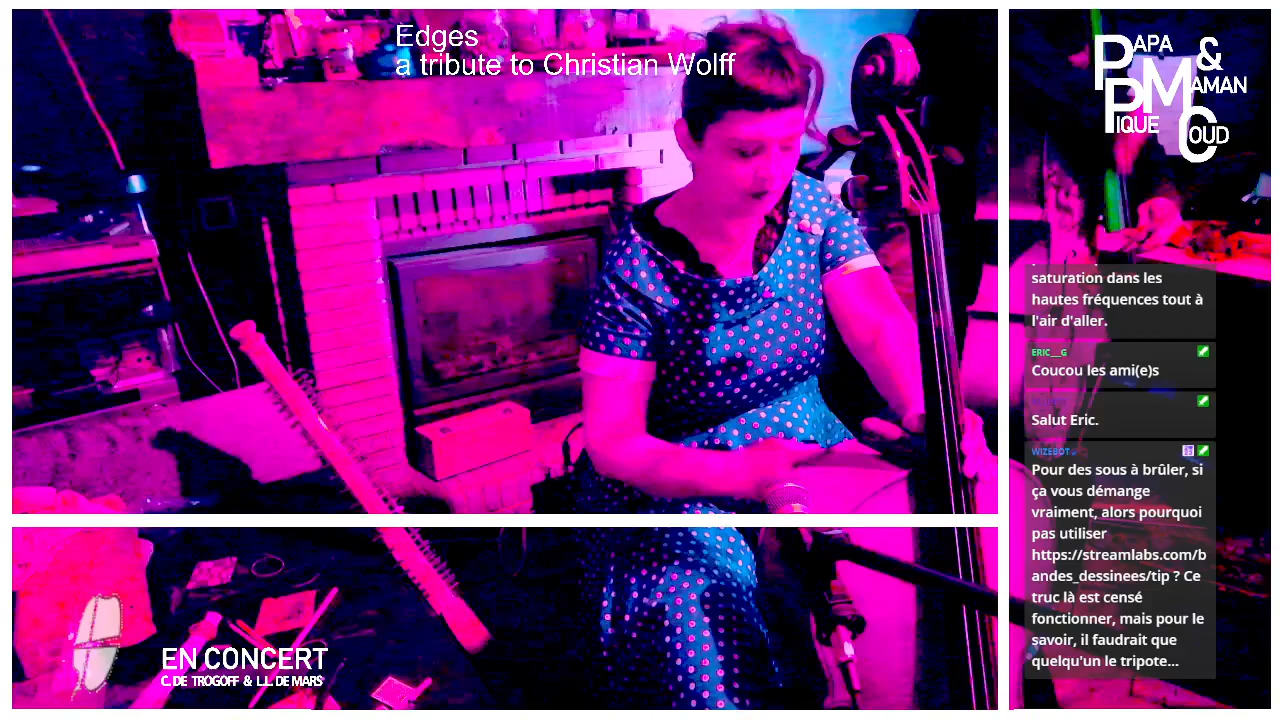 Edges
a tribute to Christian Wolff
PAPA &
PIQUE MAMAN
COUD
saturation dans les
hautes fréquences tout à
l'air d'aller.
ERIC__G
Coucou les ami(e)s
Salut Eric.
WIZEBOT
Pour des sous à brûler, si
ça vous démange
vraiment, alors pourquoi
pas utiliser
https://streamlabs.com/b
andes_dessinees/tip ? Ce
truc là est censé
fonctionner, mais pour le
savoir, il faudrait que
quelqu'un le tripote...
EN CONCERT
C. DE TROGOFF & L.L. DE MARS